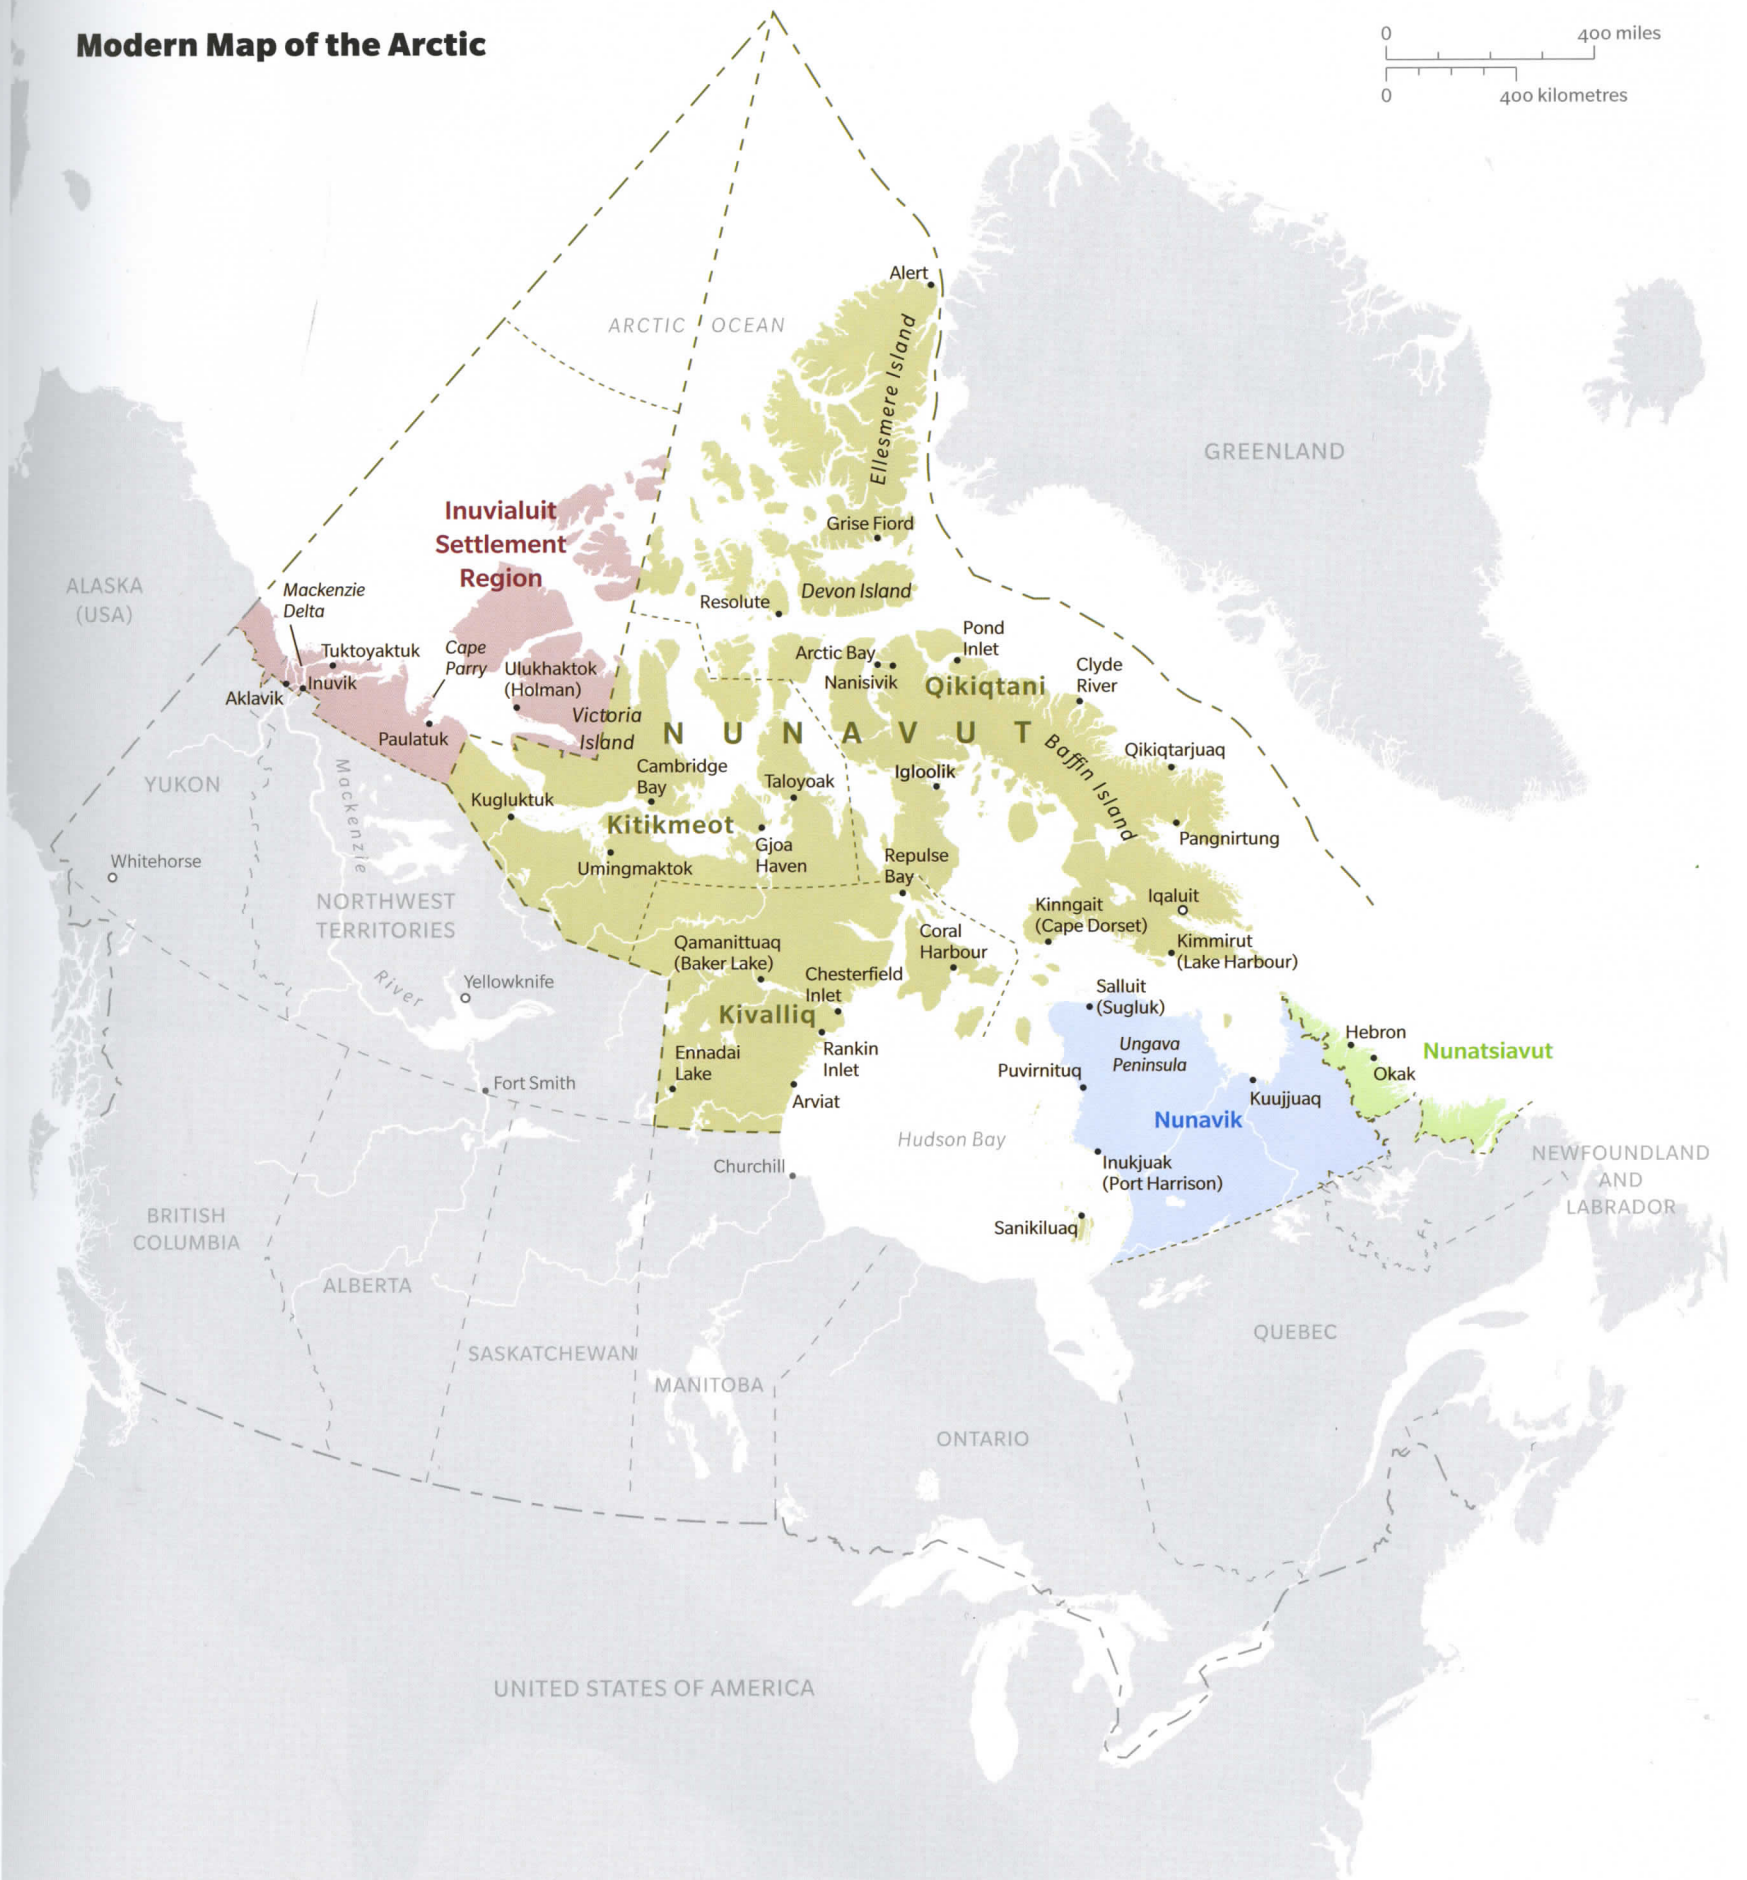 Modern Map of the Arctic
0 400 miles
0 400 kilometres
Alert
ARCTIC OCEAN
Ellesmere Island
GREENLAND
Inuvialuit
Settlement
Region
Grise Fiord
ALASKA
(USA)
Mackenzie
Delta
Devon Island
Resolute
Tuktoyaktuk
Cape
Parry
Ulukhaktok
(Holman)
Arctic Bay
Pond
Inlet
Clyde
River
Inuvik
Aklavik
Nanisivik
Qikiqtani
Victoria
Island
Paulatuk
NUNAVUT
Baffin Island
Qikiqtarjuaq
YUKON
Mackenzie
Cambridge
Bay
Taloyoak
Igloolik
Kugluktuk
Kitikmeot
Gjoa
Haven
Pangnirtung
Whitehorse
Umingmaktok
Repulse
Bay
NORTHWEST
TERRITORIES
Kinngait
(Cape Dorset)
Iqaluit
Coral
Harbour
Kimmirut
(Lake Harbour)
Qamanittuaq
(Baker Lake)
Chesterfield
Inlet
River
Yellowknife
Salluit
(Sugluk)
Kivalliq
Hebron
Nunatsiavut
Ungava
Peninsula
Ennadai
Lake
Rankin
Inlet
Puvirnituq
Okak
Fort Smith
Kuujjuaq
Arviat
Nunavik
Hudson Bay
Churchill
Inukjuak
(Port Harrison)
NEWFOUNDLAND
AND
LABRADOR
Sanikiluaq
BRITISH
COLUMBIA
ALBERTA
QUEBEC
SASKATCHEWAN
MANITOBA
ONTARIO
UNITED STATES OF AMERICA